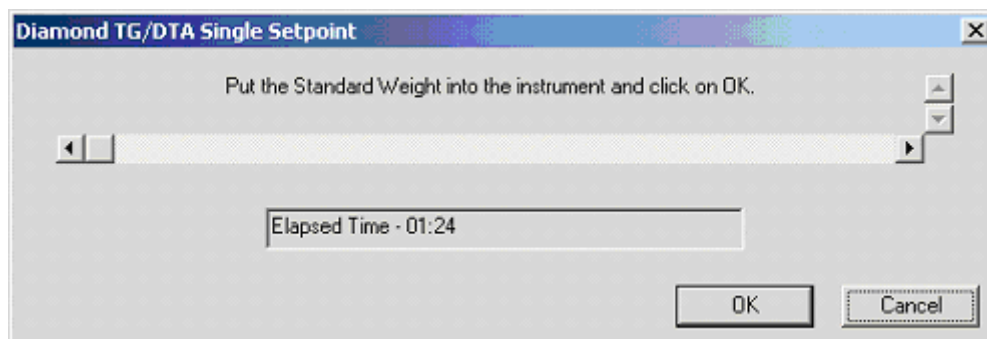 Diamond TG/DTA Single Setpoint
Put the Standard Weight into the instrument and click on OK.
Elapsed Time - 01:24
OK
Cancel